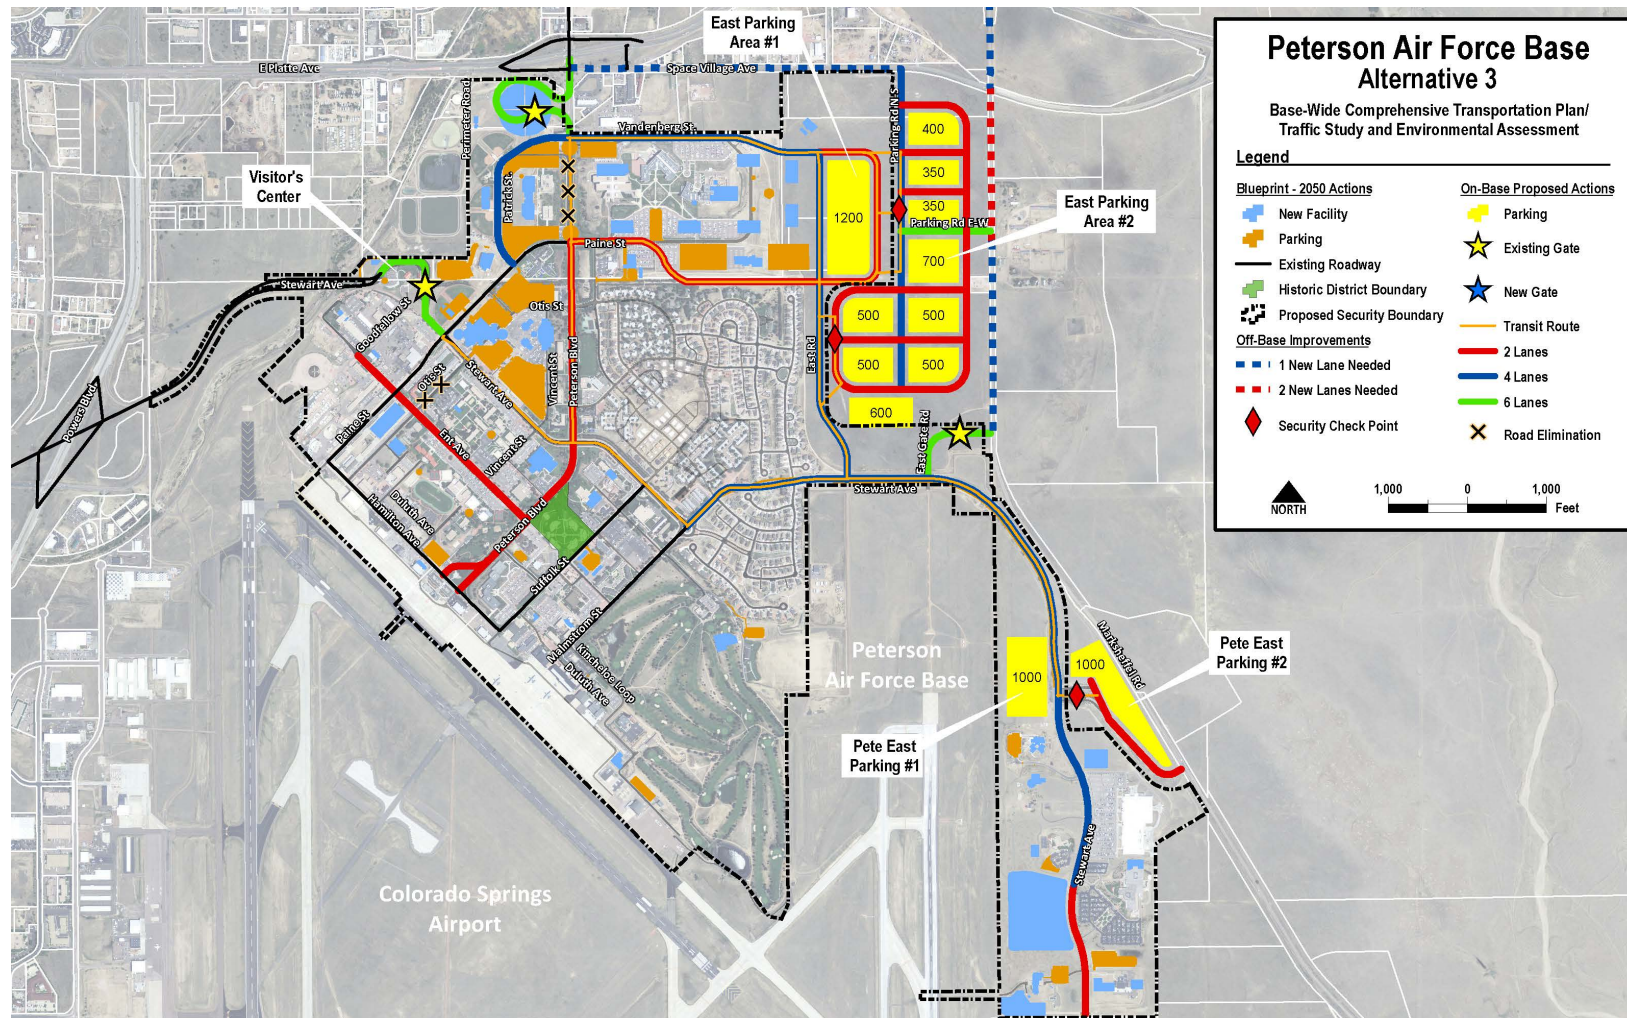 East Parking
Area #1
E Platte Ave
Space Village Ave
Perimeter Road
Vandenberg St.
Parking Rd N-S
400
350
350
Parking Rd E-W
700
1200
East Parking
Area #2
Visitor's
Center
Patrick St.
Paine St
Stewart Ave
Goodfellow St
Otis St
500
500
500
500
600
East Rd
Vincent St
Peterson Blvd
Stewart Ave
Otis St
Powers Blvd
Paine St
Ent Ave
Vincent St
East Gate Rd
Stewart Ave
Duluth Ave
Hamilton Ave
Peterson Blvd
Suffolk St
Malmstrom St
Kincheloe Loop
Duluth Ave
Peterson
Air Force Base
1000
1000
Marksheffel Rd
Pete East
Parking #2
Pete East
Parking #1
Stewart Ave
Colorado Springs
Airport
Peterson Air Force Base
Alternative 3
Base-Wide Comprehensive Transportation Plan/
Traffic Study and Environmental Assessment
Legend
Blueprint - 2050 Actions
New Facility
Parking
Existing Roadway
Historic District Boundary
Proposed Security Boundary
Off-Base Improvements
1 New Lane Needed
2 New Lanes Needed
Security Check Point
On-Base Proposed Actions
Parking
Existing Gate
New Gate
Transit Route
2 Lanes
4 Lanes
6 Lanes
Road Elimination
NORTH
1,000 0 1,000
Feet